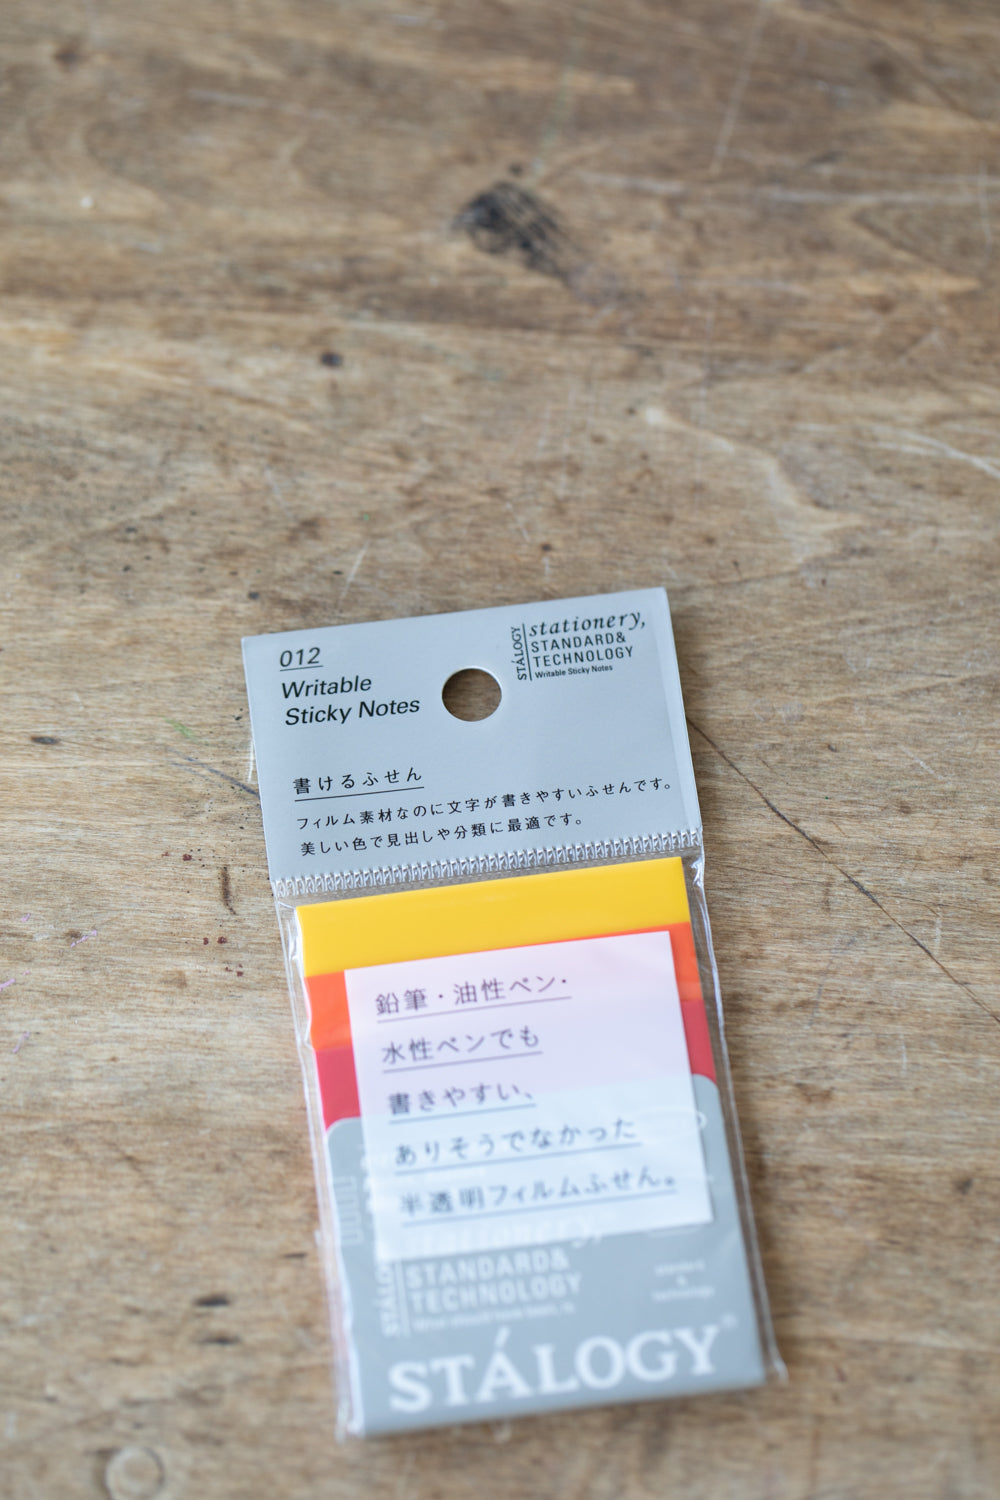 012
Writable
Sticky Notes
STÁLOGY
stationery,
STANDARD&
TECHNOLOGY
Writable Sticky Notes
書けるふせん
フィルム素材なのに文字が書きやすいふせんです。
美しい色で見出しや分類に最適です。
鉛筆・油性ペン・
水性ペンでも
書きやすい、
ありそうでなかった
半透明フィルムふせん。
STÁLOGY
stationery,
STANDARD&
TECHNOLOGY
standard
&
technology
STÁLOGY